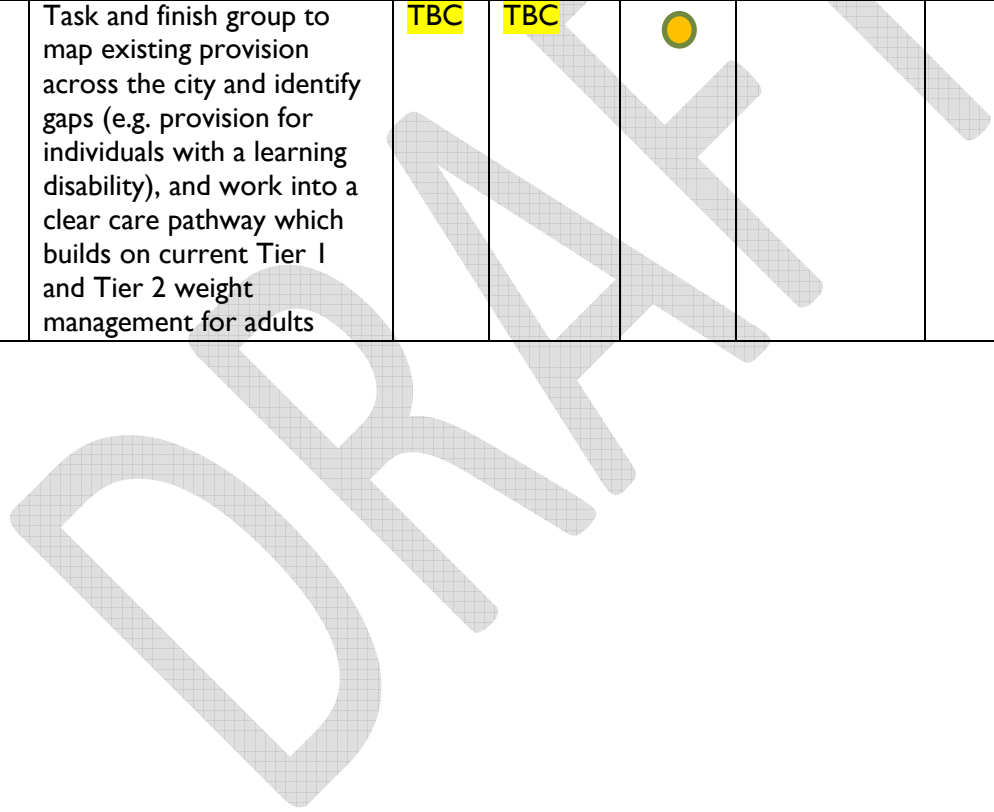 Task and finish group to
map existing provision
across the city and identify
gaps (e.g. provision for
individuals with a learning
disability), and work into a
clear care pathway which
builds on current Tier 1
and Tier 2 weight
management for adults
TBC
TBC
DRAFT